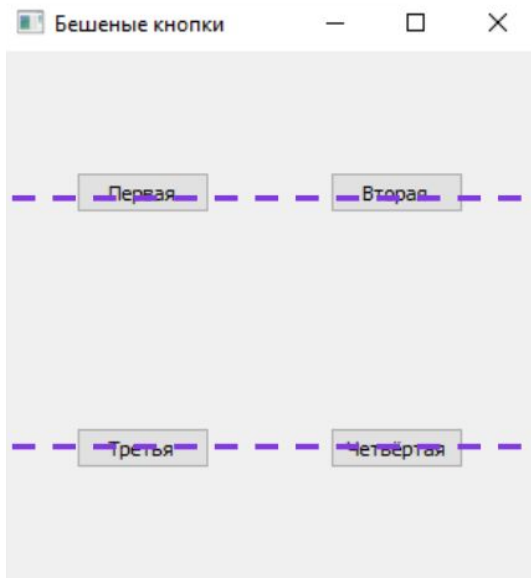 Бешеные кнопки
Первая Вторая
Третья Четвёртая